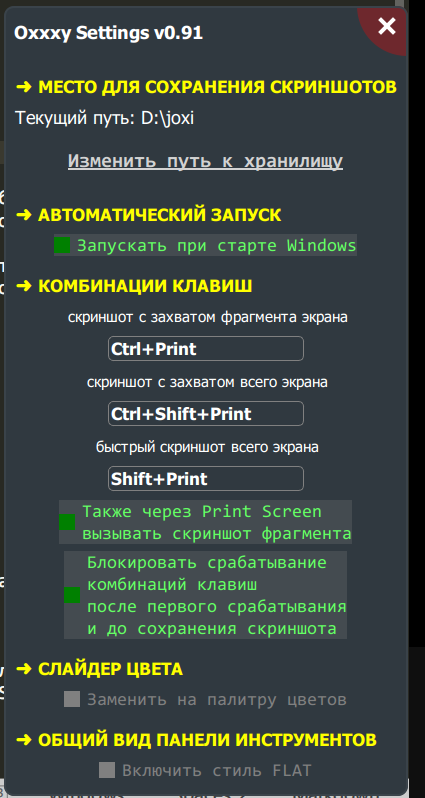 Oxxxy Settings v0.91
➜ МЕСТО ДЛЯ СОХРАНЕНИЯ СКРИНШОТОВ
Текущий путь: D:\joxi
Изменить путь к хранилищу
➜ АВТОМАТИЧЕСКИЙ ЗАПУСК
Запускать при старте Windows
➜ КОМБИНАЦИИ КЛАВИШ
скриншот с захватом фрагмента экрана
Ctrl+Print
скриншот с захватом всего экрана
Ctrl+Shift+Print
быстрый скриншот всего экрана
Shift+Print
Также через Print Screen
вызывать скриншот фрагмента
Блокировать срабатывание
комбинаций клавиш
после первого срабатывания
и до сохранения скриншота
➜ СЛАЙДЕР ЦВЕТА
Заменить на палитру цветов
➜ ОБЩИЙ ВИД ПАНЕЛИ ИНСТРУМЕНТОВ
Включить стиль FLAT